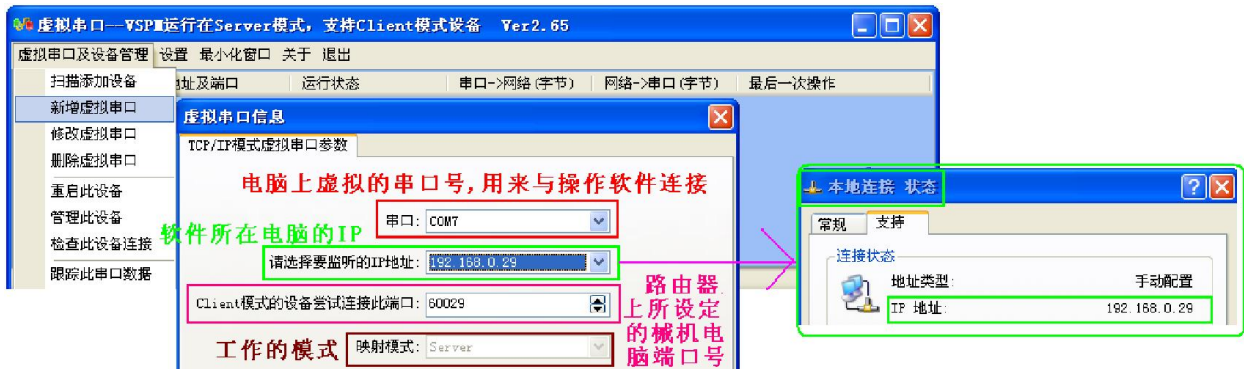 虚拟串口--VSPM运行在Server模式，支持Client模式设备 Ver2.65
虚拟串口及设备管理 设置 最小化窗口 关于 退出
扫描添加设备
地址及端口 运行状态 串口->网络(字节) 网络->串口(字节) 最后一次操作
新增虚拟串口
修改虚拟串口
删除虚拟串口
重启此设备
管理此设备
检查此设备连接
跟踪此串口数据
虚拟串口信息
TCP/IP模式虚拟串口参数
电脑上虚拟的串口号,用来与操作软件连接
串口: COM7
软件所在电脑的IP
请选择要监听的IP地址: 192.168.0.29
Client模式的设备尝试连接此端口: 60029
路由器
上所设定
的械机电
脑端口号
工作的模式
映射模式: Server
本地连接 状态
常规 支持
连接状态
地址类型: 手动配置
IP 地址: 192.168.0.29